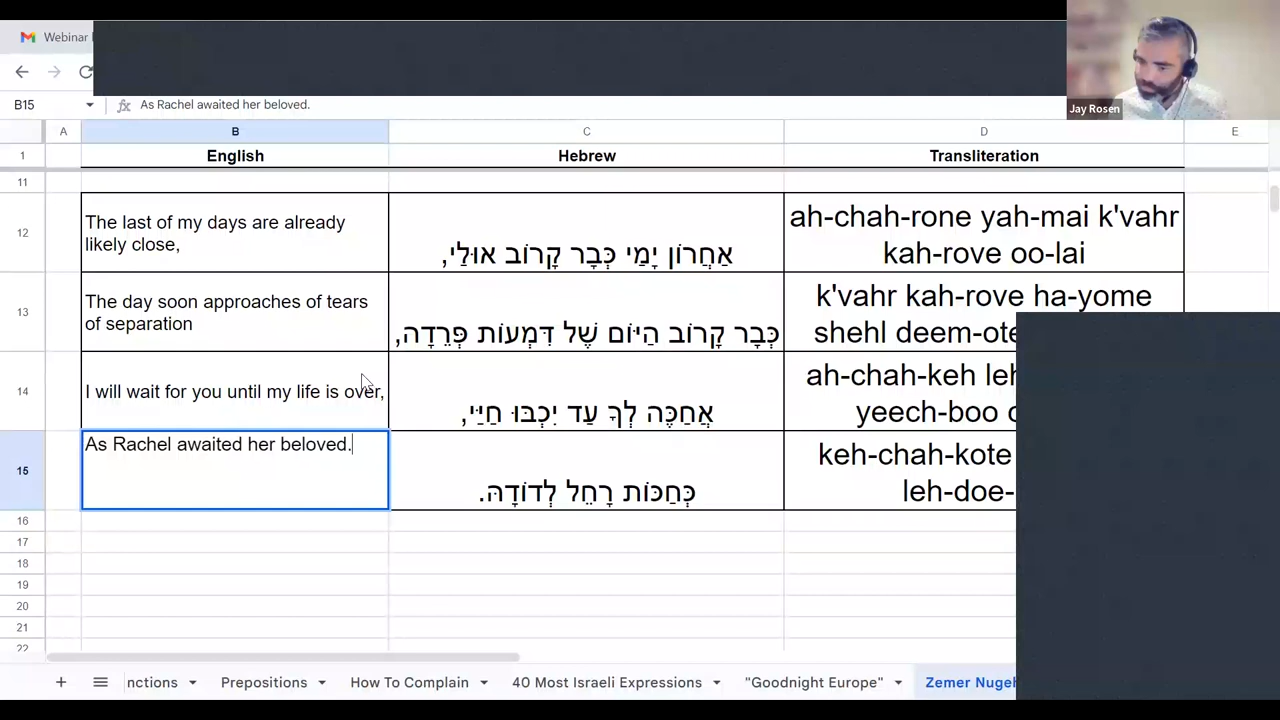 Webinar
Jay Rosen
B15
fx
As Rachel awaited her beloved.
A
B
C
D
E
1
English
Hebrew
Transliteration
11
12
The last of my days are already
likely close,
אַחֲרוֹן יָמַי כְּבָר קָרוֹב אוּלַי,
ah-chah-rone yah-mai k'vahr
kah-rove oo-lai
13
The day soon approaches of tears
of separation
כְּבָר קָרוֹב הַיּוֹם שֶׁל דִּמְעוֹת פְּרֵדָה,
k'vahr kah-rove ha-yome
shehl deem-ote
14
I will wait for you until my life is over,
אֲחַכֶּה לְךָ עַד יִכְבּוּ חַיַּי,
ah-chah-keh leh
yeech-boo
15
As Rachel awaited her beloved.
כְּחַכּוֹת רָחֵל לְדוֹדָהּ.
keh-chah-kote
leh-doe-
16
17
18
19
20
21
22
nctions
Prepositions
How To Complain
40 Most Israeli Expressions
"Goodnight Europe"
Zemer Nugeh